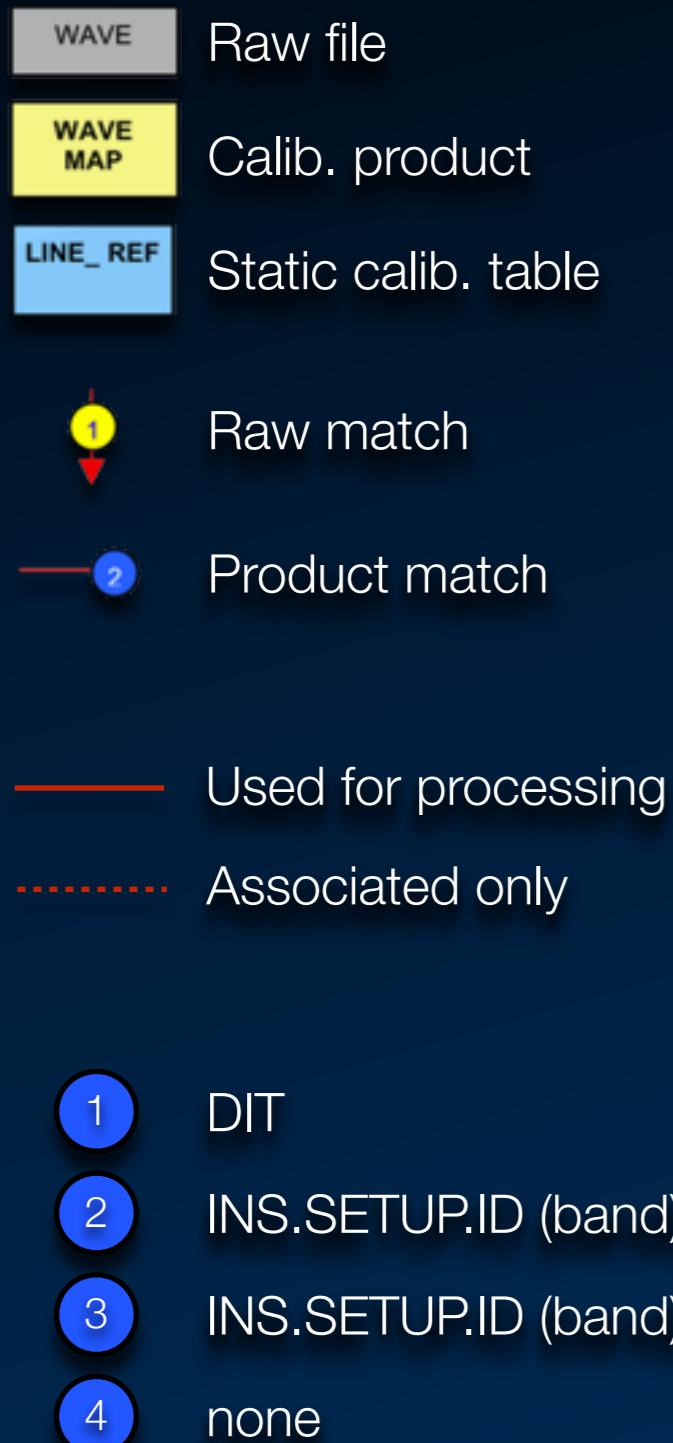 WAVE
Raw file
WAVE
MAP
Calib. product
LINE_ REF
Static calib. table
1
Raw match
2
Product match
Used for processing
Associated only
1 DIT
2 INS.SETUP.ID (band)
3 INS.SETUP.ID (band)
4 none